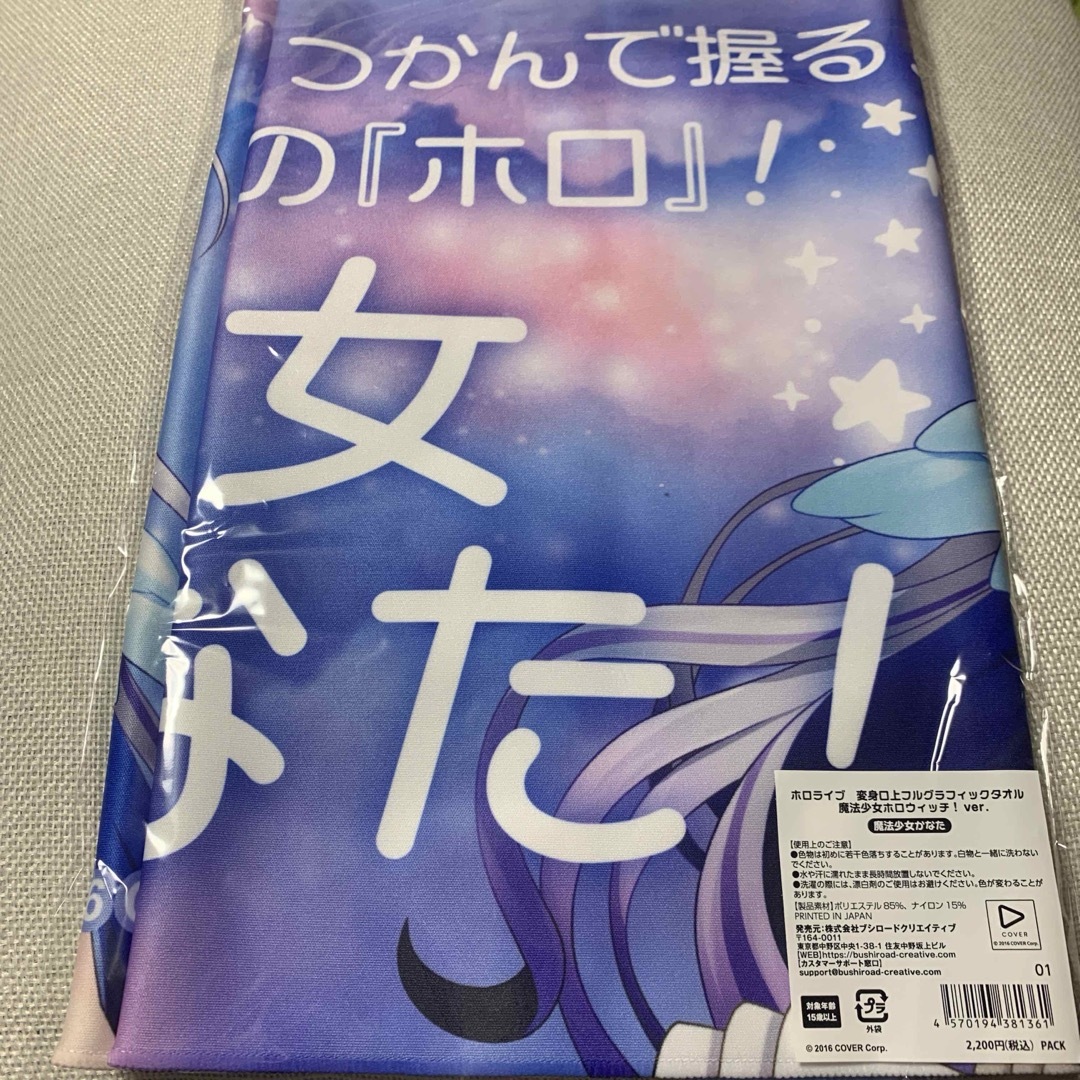 つかんで握る、
の『ホロ』!
女
なた!
ホロライブ 変身口上フルグラフィックタオル
魔法少女ホロウィッチ! ver.
魔法少女かなた
【使用上のご注意】
●色物は初めに若干色落ちすることがあります。白物と一緒に洗わない
でください。
●水や汗に濡れたまま長時間放置しないでください。
●洗濯の際には、漂白剤のご使用はお避けください。色が変わることが
あります。
【製品素材】ポリエステル 85%、ナイロン 15%
PRINTED IN JAPAN
発売元:株式会社ブシロードクリエイティブ
〒164-0011
東京都中野区中央1-38-1 住友中野坂上ビル
【WEB】https://bushiroad-creative.com
【カスタマーサポート窓口】
support@bushiroad-creative.com
COVER
© 2016 COVER Corp.
01
対象年齢
15歳以上
プラ
外袋
4 570194 381361
© 2016 COVER Corp.
2,200円(税込) PACK